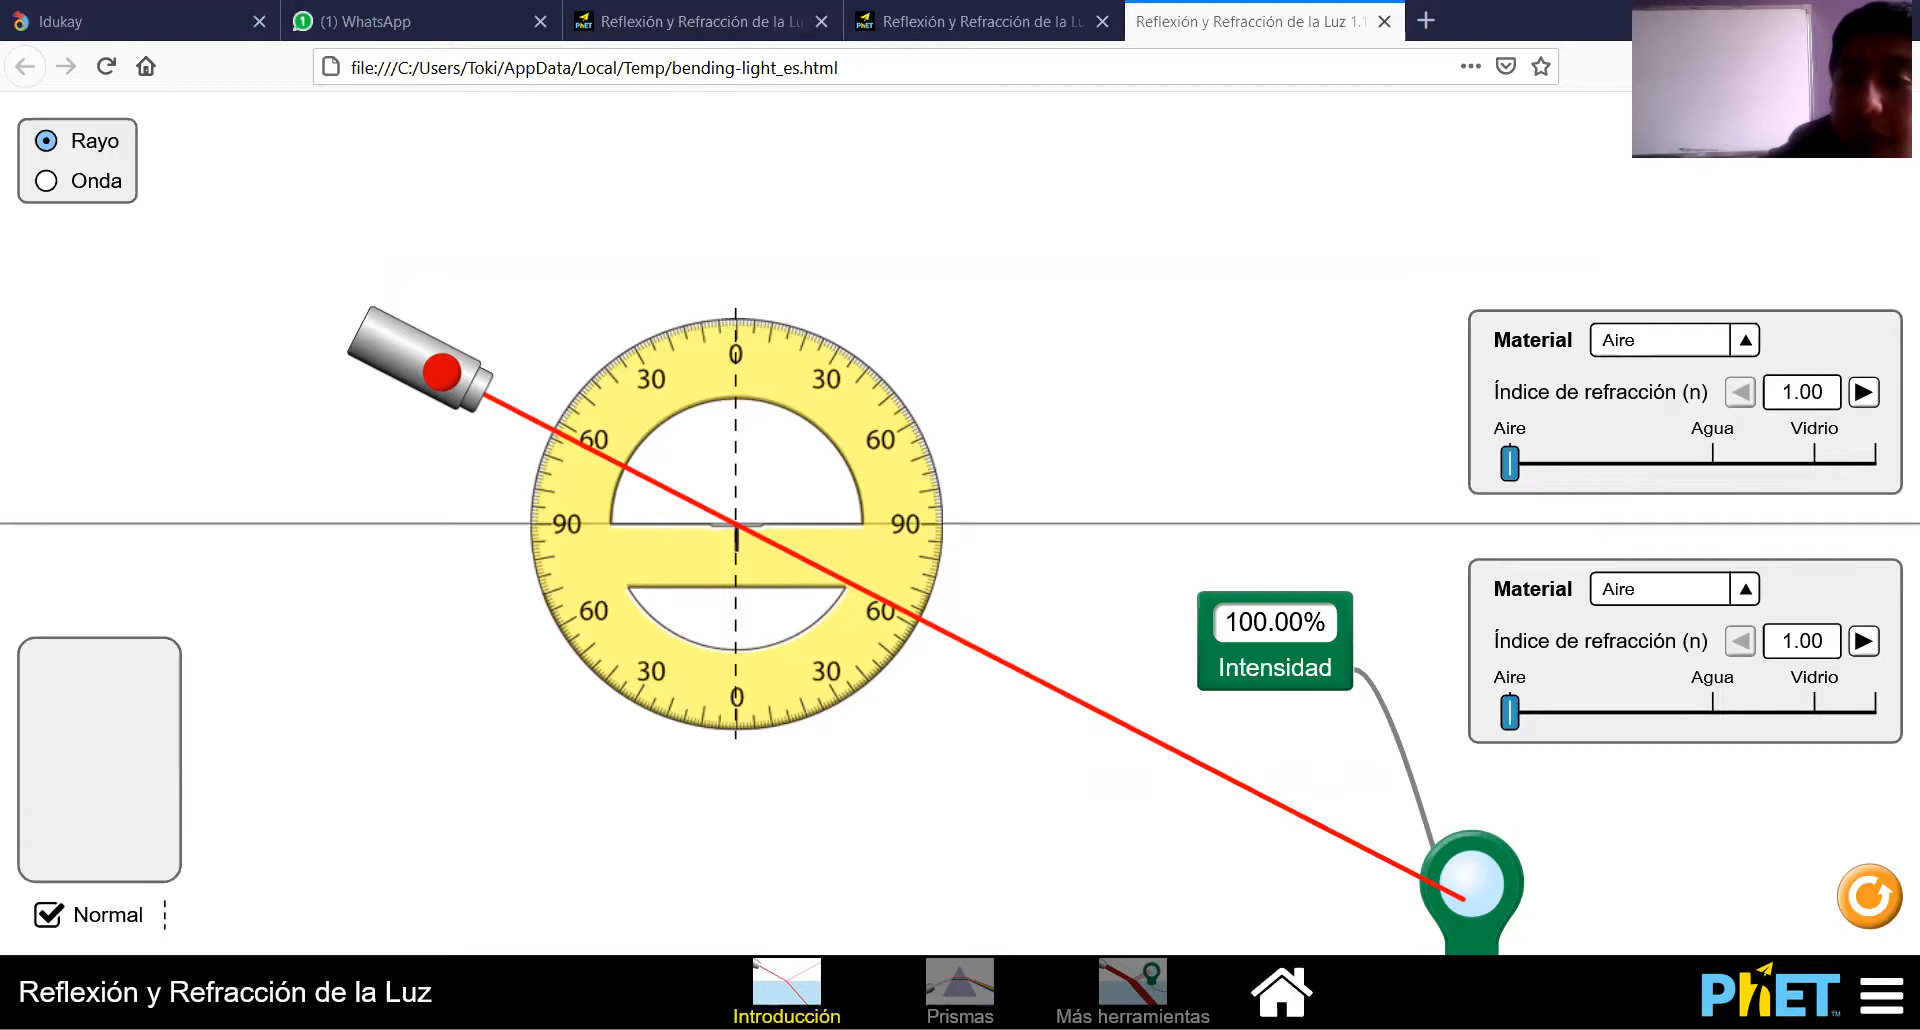 Idukay
(1) WhatsApp
Reflexión y Refracción de la Lu
Reflexión y Refracción de la Lu
Reflexión y Refracción de la Luz 1.1
file:///C:/Users/Toki/AppData/Local/Temp/bending-light_es.html
Rayo
Onda
0
30
30
60
60
90
90
60
60
30
30
0
Material
Aire
Índice de refracción (n)
1.00
Aire
Agua
Vidrio
100.00%
Intensidad
Material
Aire
Índice de refracción (n)
1.00
Aire
Agua
Vidrio
Normal
Reflexión y Refracción de la Luz
Introducción
Prismas
Más herramientas
PhET